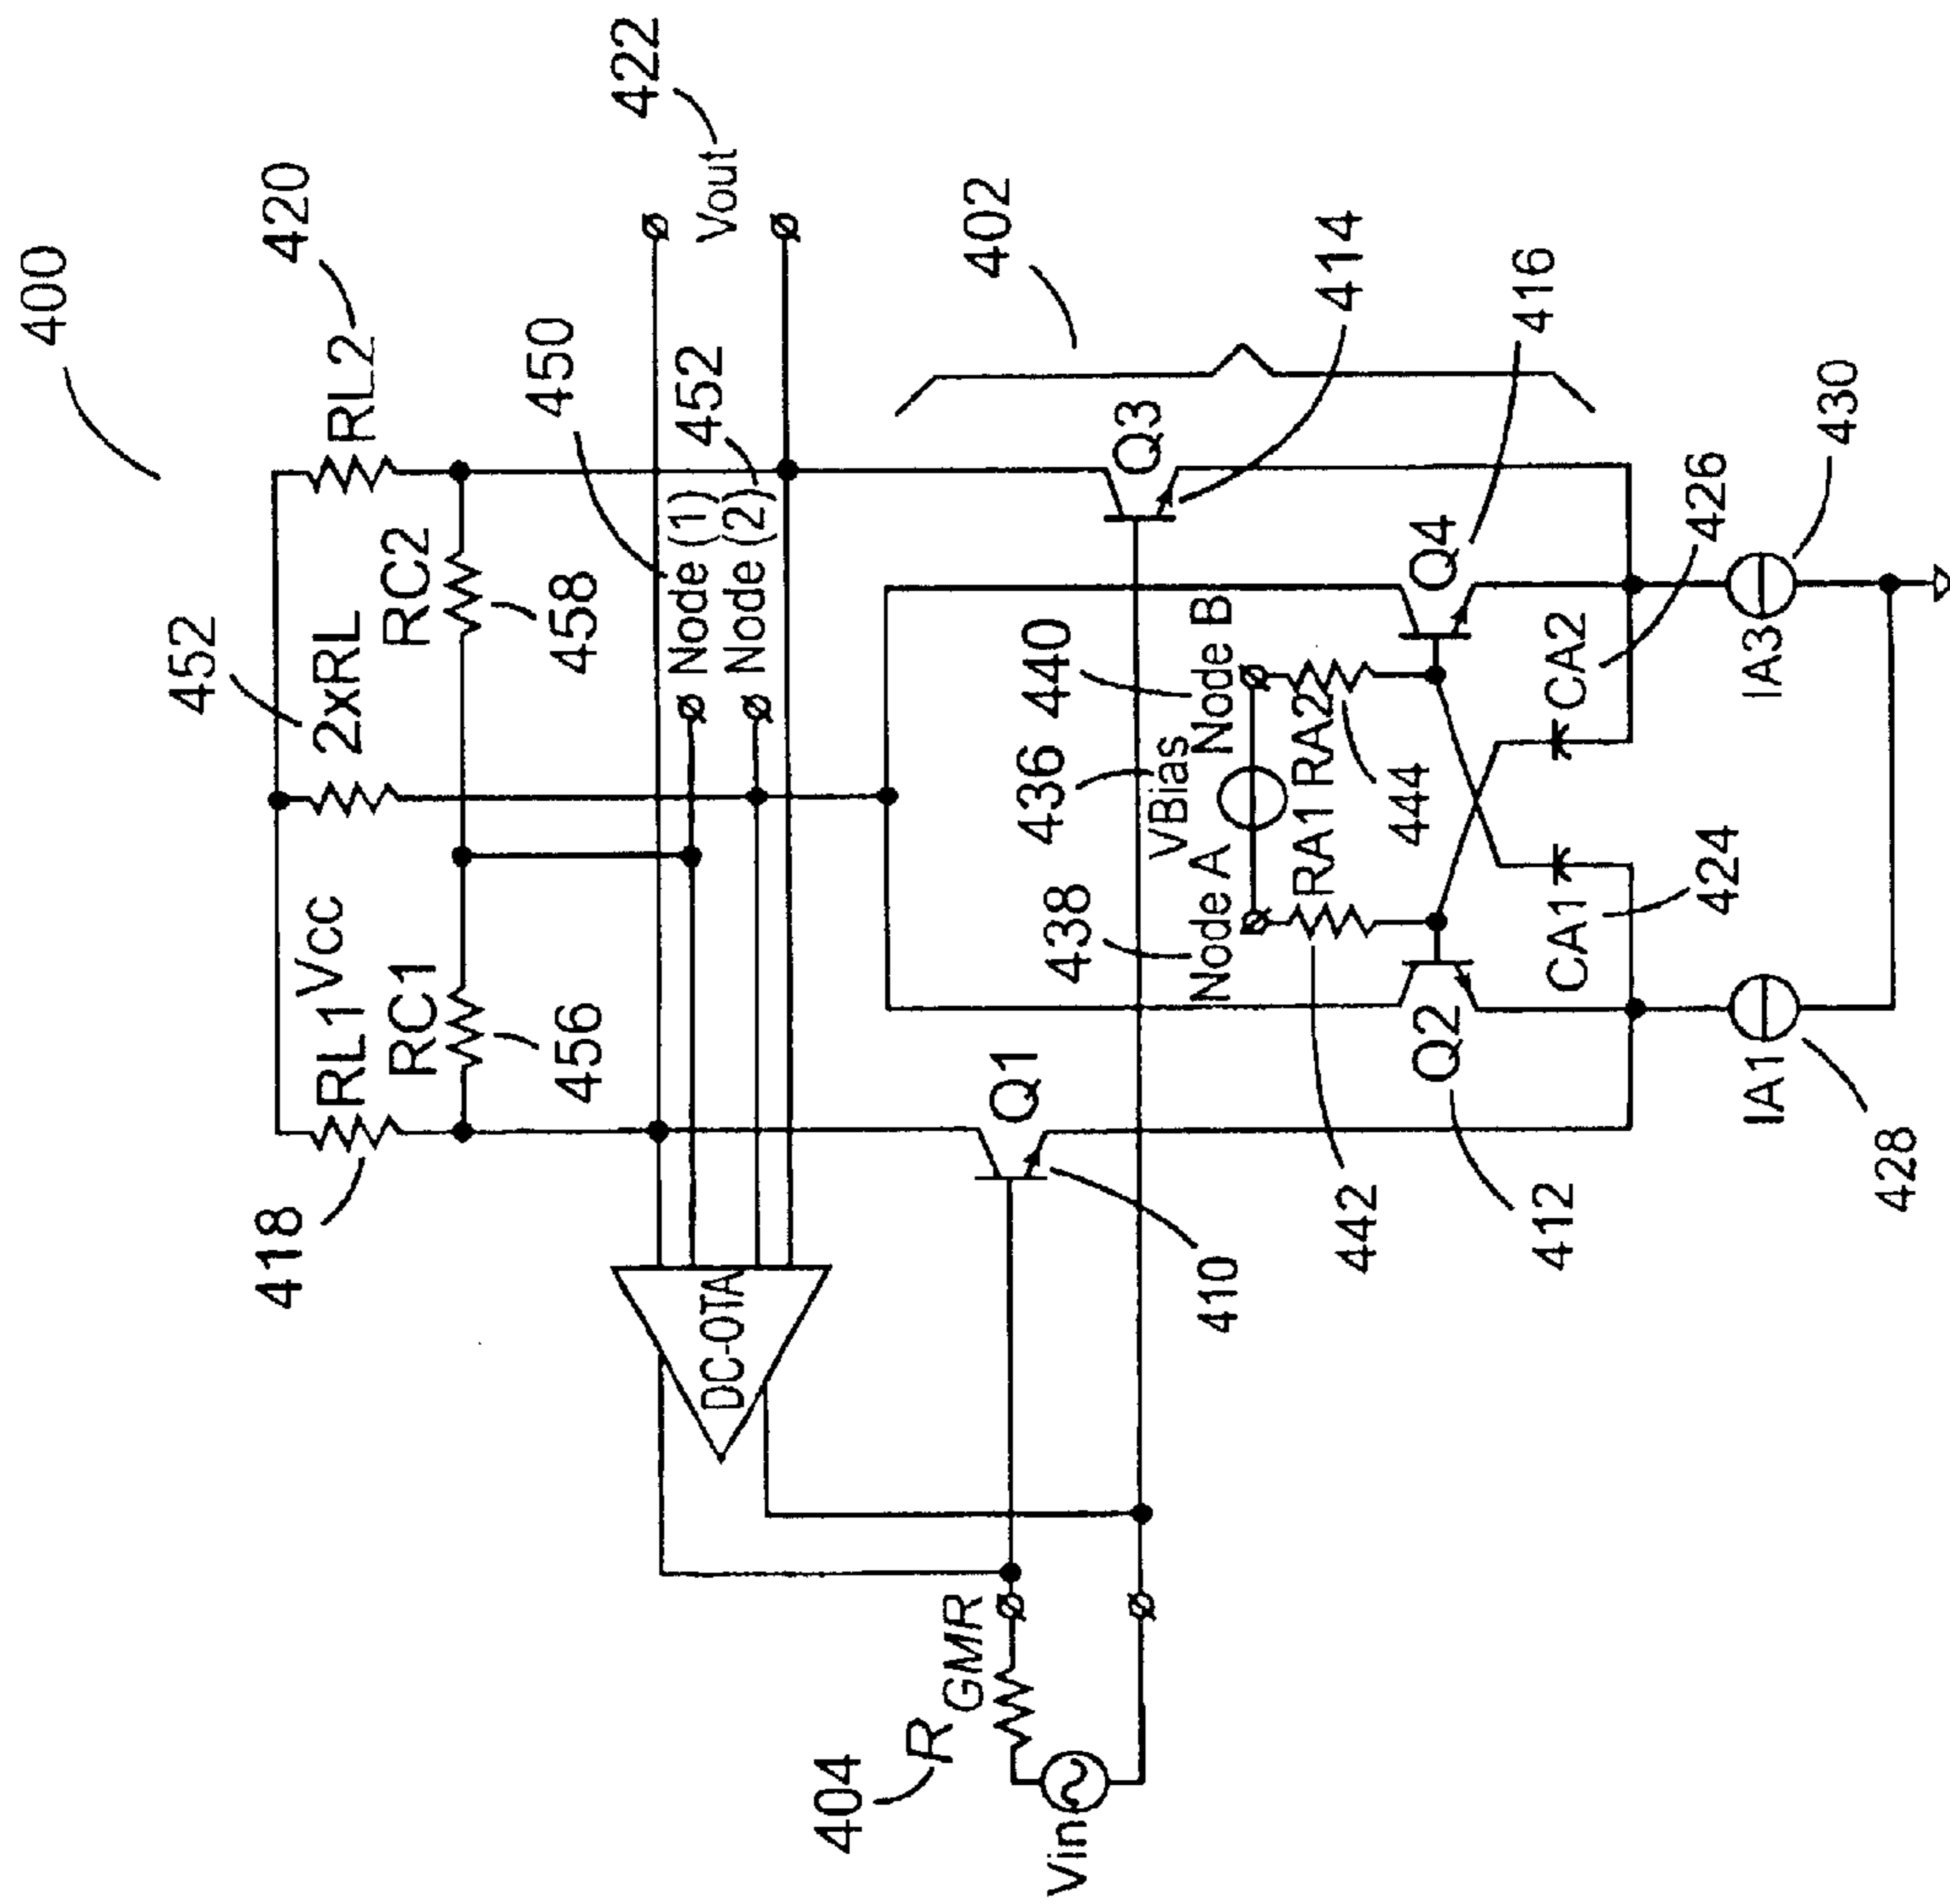 400
422
420
452
RL2
2xRL
Vcc
RL1
418
RC2
RC1
450
458
456
Vout
Node (1)
452
Node (2)
DC-OTA
402
414
416
Q3
Q4
440
436
438
Node B
VBias
Node A
Q1
RA1
RA2
444
442
410
404
R GMR
Vin
Q2
412
CA2
426
CA1
424
430
IA3
IA1
428